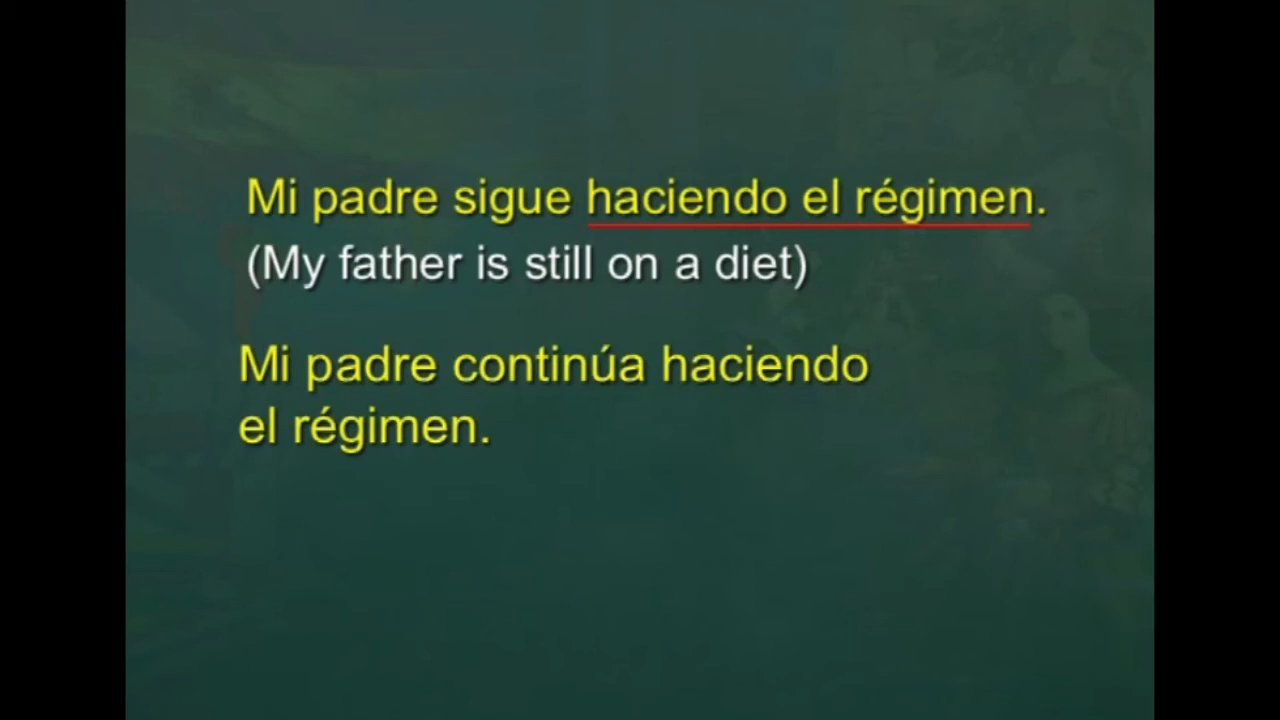 Mi padre sigue haciendo el régimen.
(My father is still on a diet)
Mi padre continúa haciendo
el régimen.